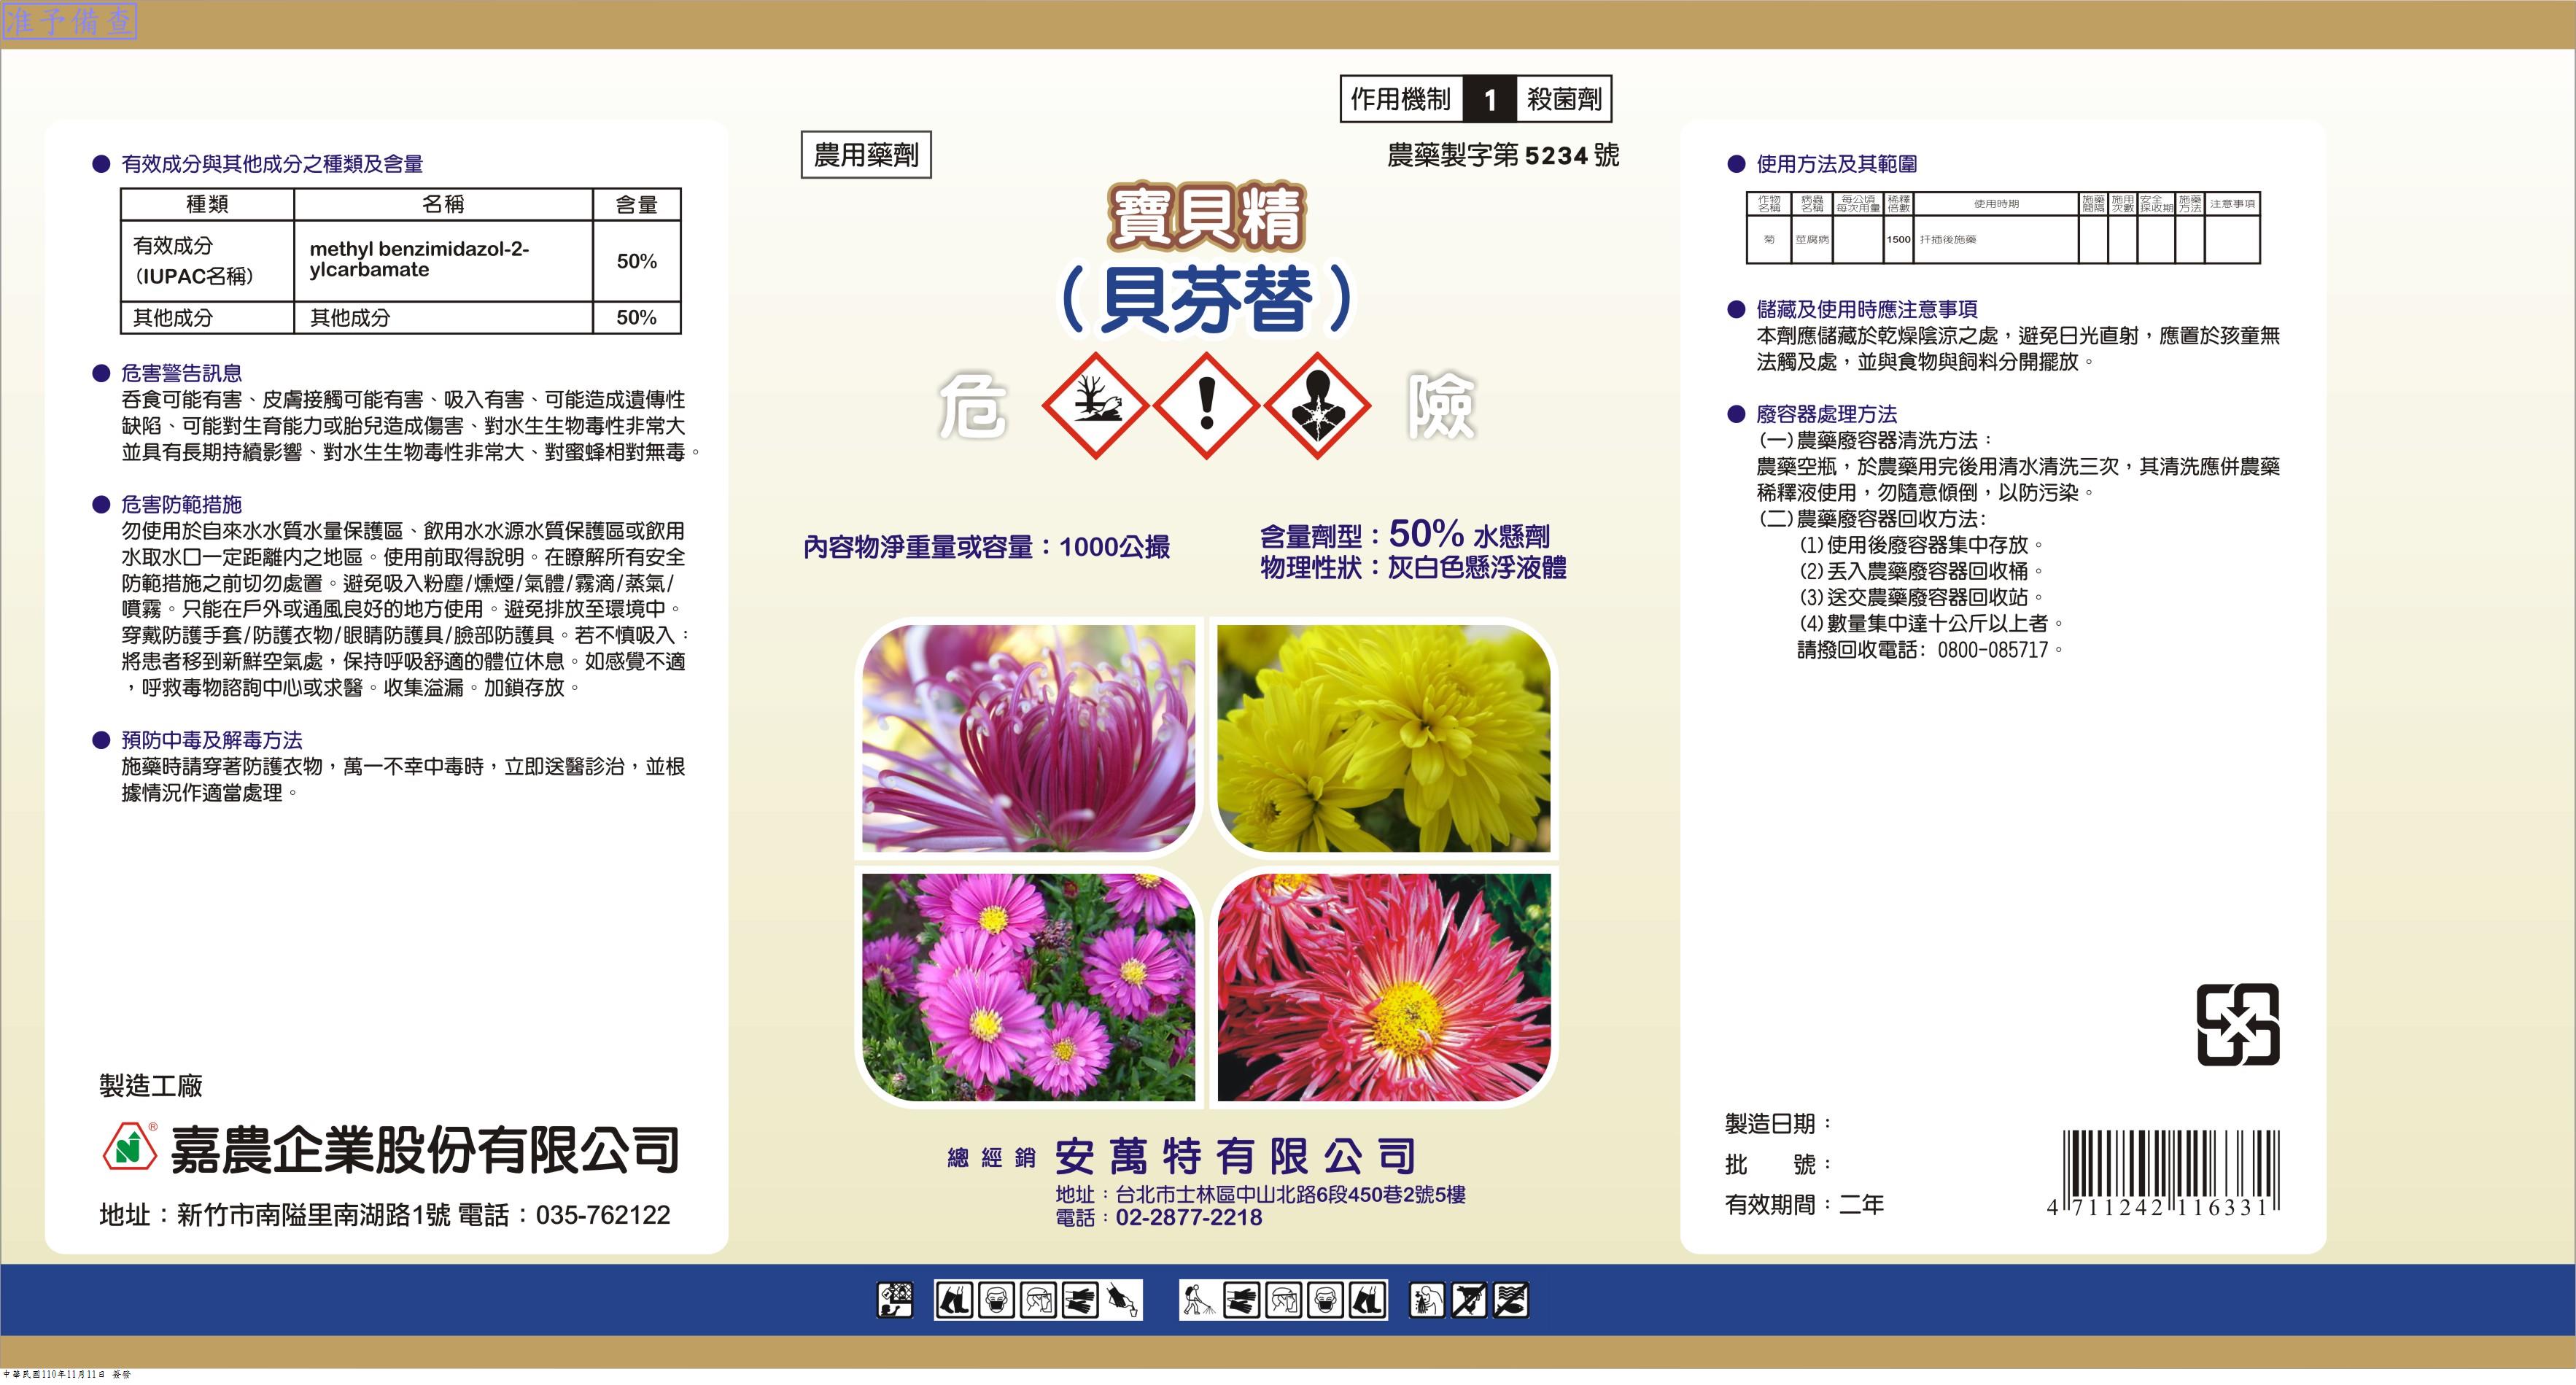 准予備查
● 有效成分與其他成分之種類及含量
種類 名稱 含量
有效成分
(IUPAC名稱)
methyl benzimidazol-2-
ylcarbamate
50%
其他成分 其他成分 50%
● 危害警告訊息
吞食可能有害、皮膚接觸可能有害、吸入有害、可能造成遺傳性
缺陷、可能對生育能力或胎兒造成傷害、對水生生物毒性非常大
並具有長期持續影響、對水生生物毒性非常大、對蜜蜂相對無毒。
● 危害防範措施
勿使用於自來水水質水量保護區、飲用水水源水質保護區或飲用
水取水口一定距離內之地區。使用前取得說明。在瞭解所有安全
防範措施之前切勿處置。避免吸入粉塵/燻煙/氣體/霧滴/蒸氣/
噴霧。只能在戶外或通風良好的地方使用。避免排放至環境中。
穿戴防護手套/防護衣物/眼睛防護具/臉部防護具。若不慎吸入：
將患者移到新鮮空氣處，保持呼吸舒適的體位休息。如感覺不適
，呼救毒物諮詢中心或求醫。收集溢漏。加鎖存放。
● 預防中毒及解毒方法
施藥時請穿著防護衣物，萬一不幸中毒時，立即送醫診治，並根
據情況作適當處理。
製造工廠
N ® 嘉農企業股份有限公司
地址：新竹市南隘里南湖路1號 電話：035-762122
作用機制 1 殺菌劑
農用藥劑
農藥製字第 5234 號
寶貝精
（貝芬替）
危 險
內容物淨重量或容量：1000公撮
含量劑型：50% 水懸劑
物理性狀：灰白色懸浮液體
總經銷 安萬特有限公司
地址：台北市士林區中山北路6段450巷2號5樓
電話：02-2877-2218
● 使用方法及其範圍
作物名稱 病蟲名稱 每公頃每次用量 稀釋倍數 使用時期 施藥間隔 施用次數 安全採收期 施藥方法 注意事項
菊 莖腐病 1500 扦插後施藥
● 儲藏及使用時應注意事項
本劑應儲藏於乾燥陰涼之處，避免日光直射，應置於孩童無
法觸及處，並與食物與飼料分開擺放。
● 廢容器處理方法
(一)農藥廢容器清洗方法：
農藥空瓶，於農藥用完後用清水清洗三次，其清洗應併農藥
稀釋液使用，勿隨意傾倒，以防污染。
(二)農藥廢容器回收方法:
(1)使用後廢容器集中存放。
(2)丟入農藥廢容器回收桶。
(3)送交農藥廢容器回收站。
(4)數量集中達十公斤以上者。
請撥回收電話: 0800-085717。
製造日期：
批　　號：
有效期間：二年
4 711242 116331
中華民國110年11月11日 簽發